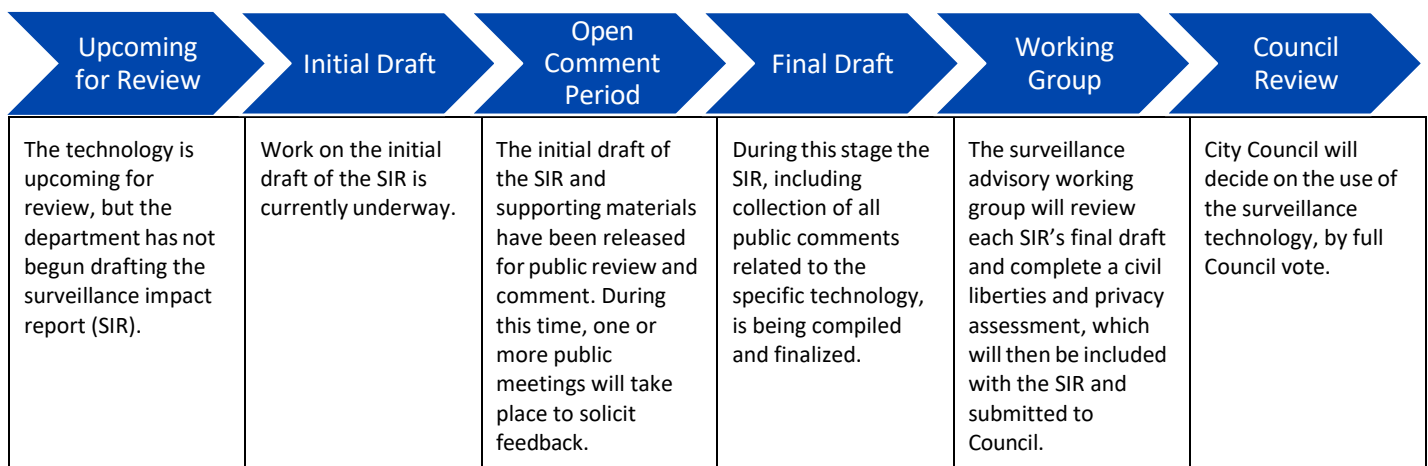 Upcoming
for Review
Initial Draft
Open
Comment
Period
Final Draft
Working
Group
Council
Review
The technology is
upcoming for
review, but the
department has not
begun drafting the
surveillance impact
report (SIR).
Work on the initial
draft of the SIR is
currently underway.
The initial draft of
the SIR and
supporting materials
have been released
for public review and
comment. During
this time, one or
more public
meetings will take
place to solicit
feedback.
During this stage the
SIR, including
collection of all
public comments
related to the
specific technology,
is being compiled
and finalized.
The surveillance
advisory working
group will review
each SIR’s final draft
and complete a civil
liberties and privacy
assessment, which
will then be included
with the SIR and
submitted to
Council.
City Council will
decide on the use of
the surveillance
technology, by full
Council vote.